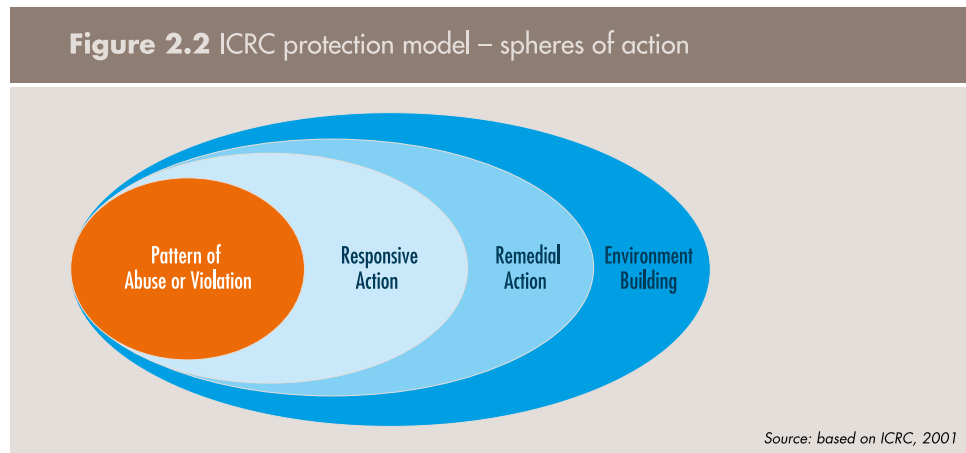 Figure 2.2 ICRC protection model – spheres of action
Pattern of
Abuse or Violation
Responsive
Action
Remedial
Action
Environment
Building
Source: based on ICRC, 2001